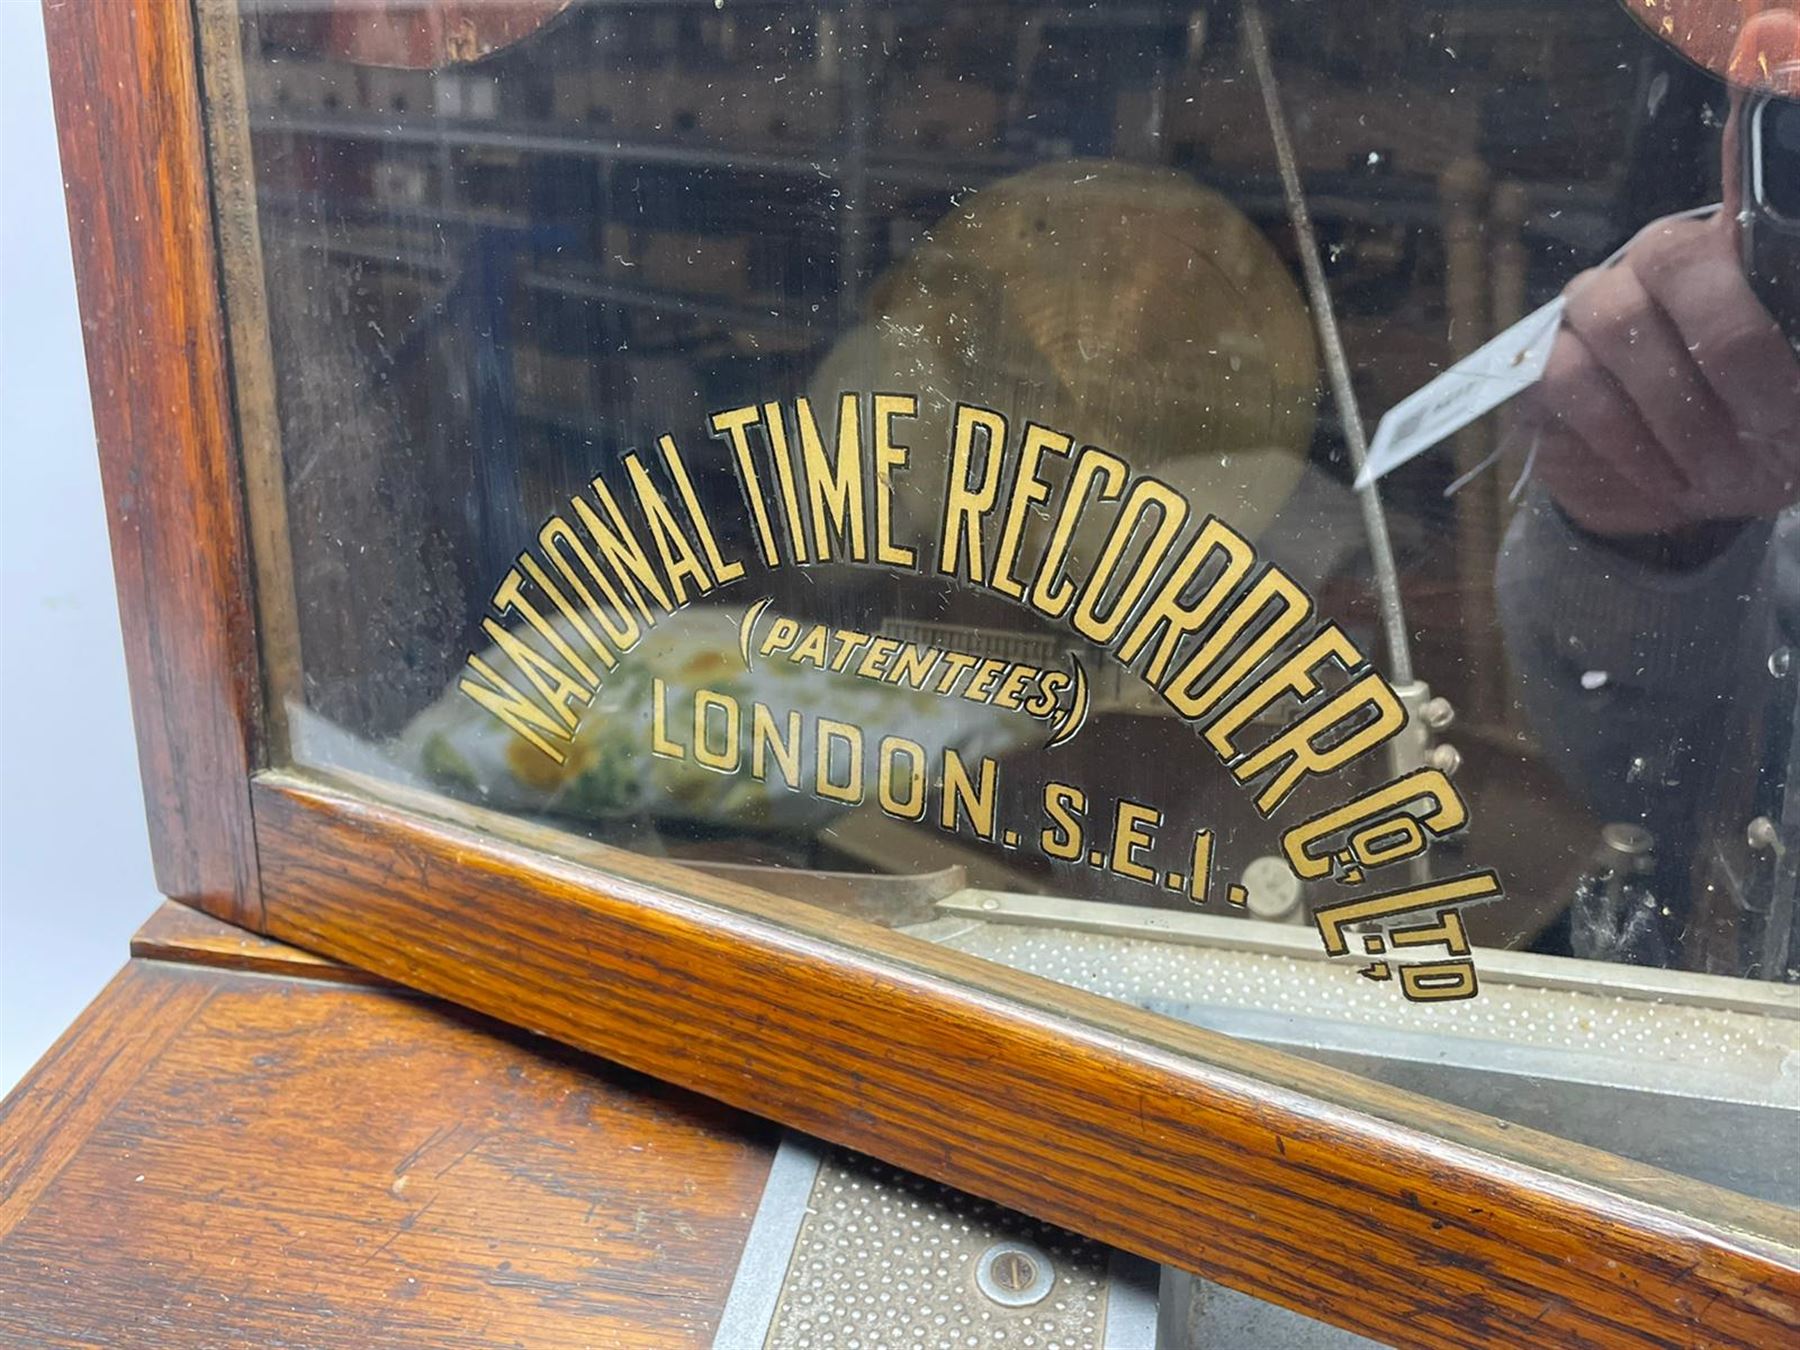 NATIONAL TIME RECORDER Co., LTD
(PATENTEES,)
LONDON. S.E.1.